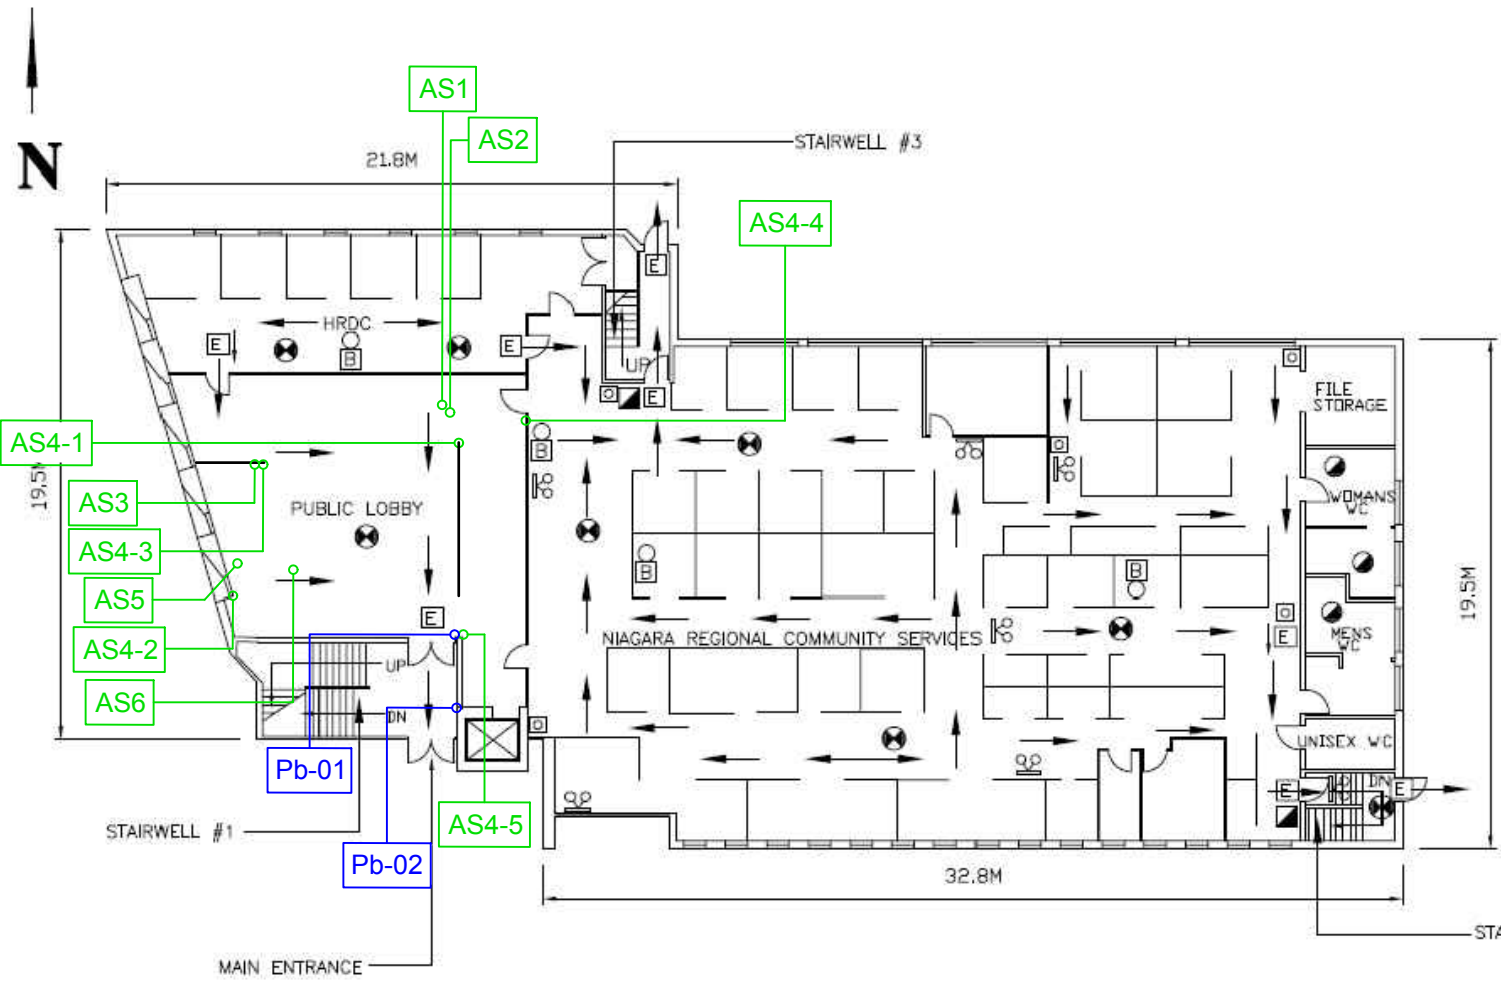 AS1
AS2
STAIRWELL #3
N
21.8M
AS4-4
E
HRDC
E
B
E
UP
E
FILE
STORAGE
AS4-1
B
19.5M
AS3
PUBLIC LOBBY
WOMANS
WC
AS4-3
B
B
AS5
19.5M
E
NIAGARA REGIONAL COMMUNITY SERVICES
E
MENS
WC
AS4-2
UP
AS6
DN
UNISEX WC
Pb-01
E
DN
E
STAIRWELL #1
AS4-5
Pb-02
32.8M
STA
MAIN ENTRANCE